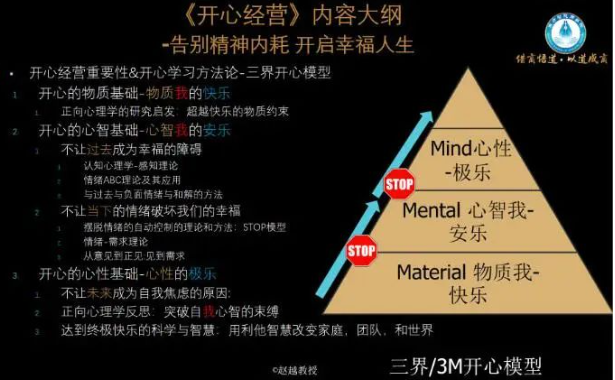 《开心经营》内容大纲
-告别精神内耗 开启幸福人生
借商悟道·以道成商
• 开心经营重要性&开心学习方法论-三界开心模型
1. 开心的物质基础-物质我的快乐
1. 正向心理学的研究启发：超越快乐的物质约束
2. 开心的心智基础-心智我的安乐
1. 不让过去成为幸福的障碍
1. 认知心理学-感知理论
2. 情绪ABC理论及其应用
3. 与过去与负面情绪与和解的方法
2. 不让当下的情绪破坏我们的幸福
1. 摆脱情绪的自动控制的理论和方法：STOP模型
2. 情绪-需求理论
3. 从意见到正见·见到需求
3. 开心的心性基础-心性的极乐
1. 不让未来成为自我焦虑的原因:
2. 正向心理学反思：突破自我心智的束缚
3. 达到终极快乐的科学与智慧：用利他智慧改变家庭，团队，和世界
Mind心性
-极乐
STOP
Mental 心智我-
安乐
STOP
Material 物质我-
快乐
©赵越教授
三界/3M开心模型